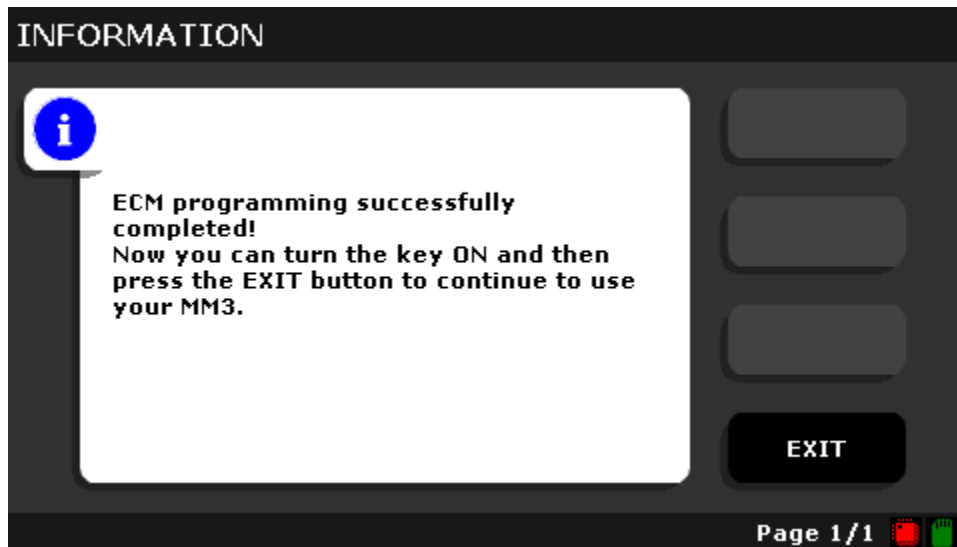 INFORMATION
i
ECM programming successfully
completed!
Now you can turn the key ON and then
press the EXIT button to continue to use
your MM3.
EXIT
Page 1/1